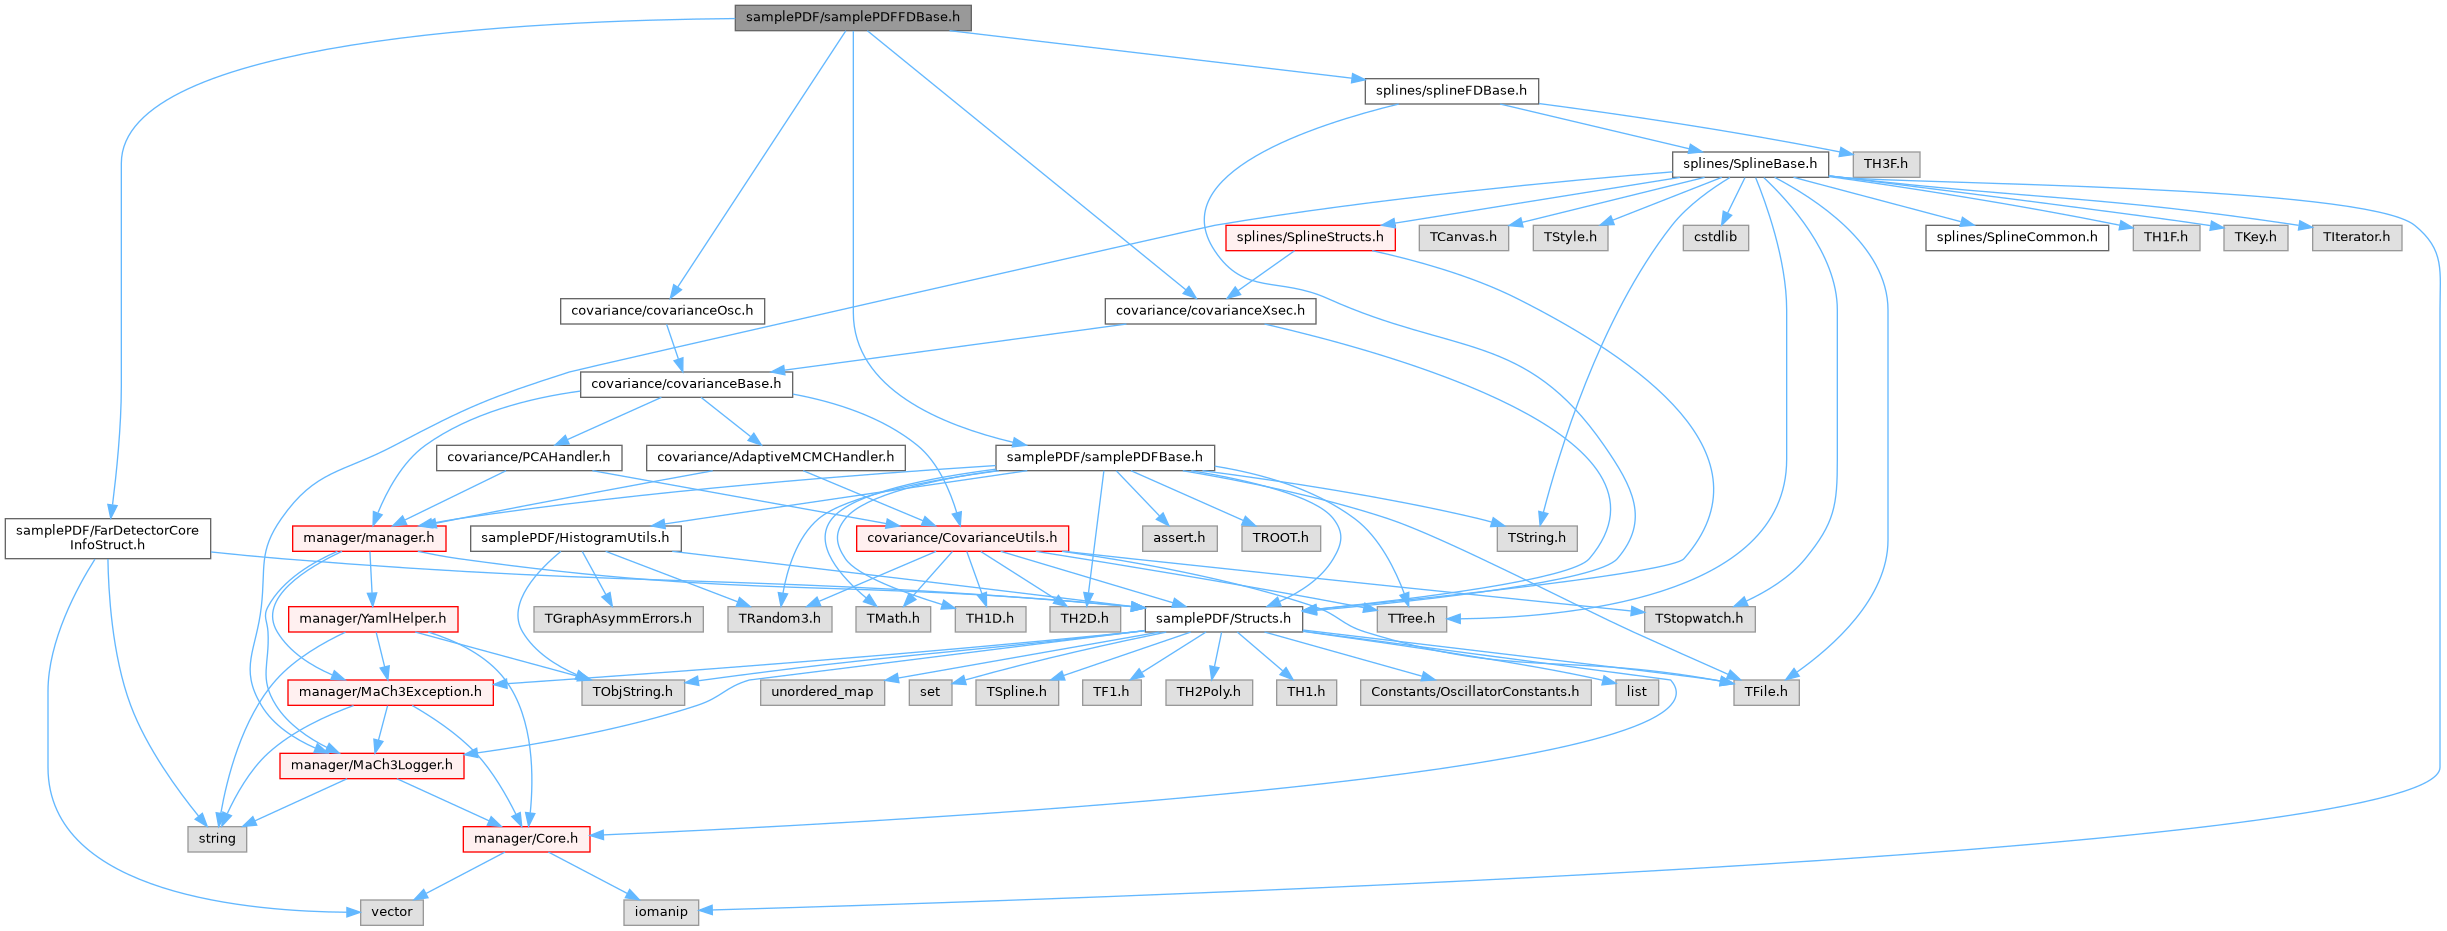 samplePDF/samplePDFFDBase.h
splines/splineFDBase.h
splines/SplineBase.h
TH3F.h
splines/SplineStructs.h
TCanvas.h
TStyle.h
cstdlib
splines/SplineCommon.h
TH1F.h
TKey.h
TIterator.h
covariance/covarianceOsc.h
covariance/covarianceXsec.h
covariance/covarianceBase.h
covariance/PCAHandler.h
covariance/AdaptiveMCMCHandler.h
samplePDF/samplePDFBase.h
samplePDF/FarDetectorCore
InfoStruct.h
manager/manager.h
samplePDF/HistogramUtils.h
covariance/CovarianceUtils.h
assert.h
TROOT.h
TString.h
manager/YamlHelper.h
TGraphAsymmErrors.h
TRandom3.h
TMath.h
TH1D.h
TH2D.h
samplePDF/Structs.h
TTree.h
TStopwatch.h
manager/MaCh3Exception.h
TObjString.h
unordered_map
set
TSpline.h
TF1.h
TH2Poly.h
TH1.h
Constants/OscillatorConstants.h
list
TFile.h
manager/MaCh3Logger.h
string
manager/Core.h
vector
iomanip